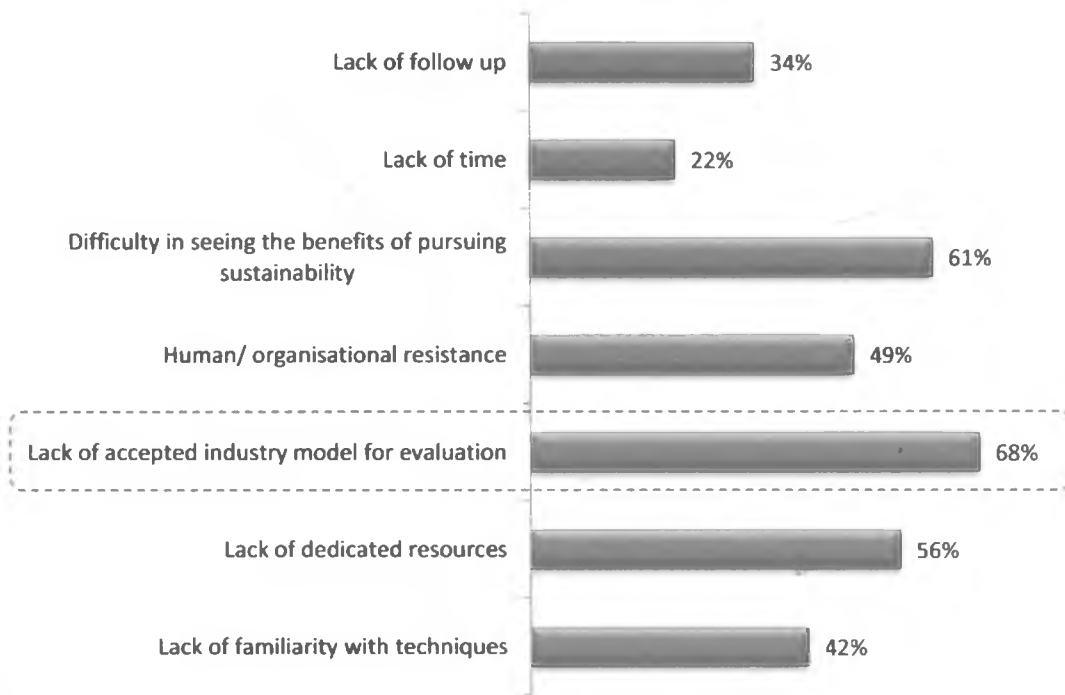 Lack of follow up
34%
Lack of time
22%
Difficulty in seeing the benefits of pursuing
sustainability
61%
Human/ organisational resistance
49%
Lack of accepted industry model for evaluation
68%
Lack of dedicated resources
56%
Lack of familiarity with techniques
42%